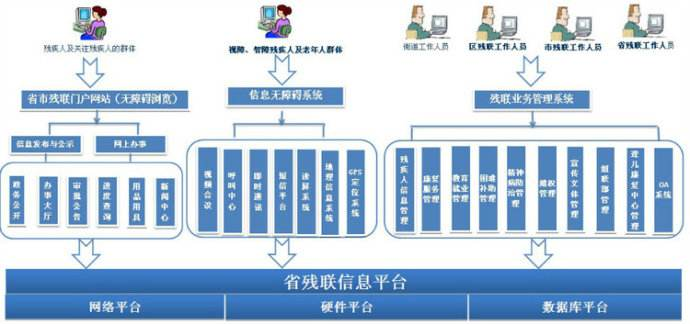 残疾人及关注残疾人的群体
视障、智障残疾人及老年人群体
街道工作人员
区残联工作人员
市残联工作人员
省残联工作人员
省市残联门户网站（无障碍浏览）
信息无障碍系统
市残联业务管理系统
信息发布与公示
网上办事
政务公开
办事大厅
审批公告
进度查询
用品用具
新闻中心
视频会议
呼叫中心
即时通讯
短信平台
读屏系统
地理信息系统
GPS定位系统
残疾人信息管理
康复服务管理
教育就业管理
困难补助管理
精神病防治管理
维权管理
宣传文体管理
组联部管理
聋儿康复中心管理
OA系统
省残联信息平台
网络平台
硬件平台
数据库平台